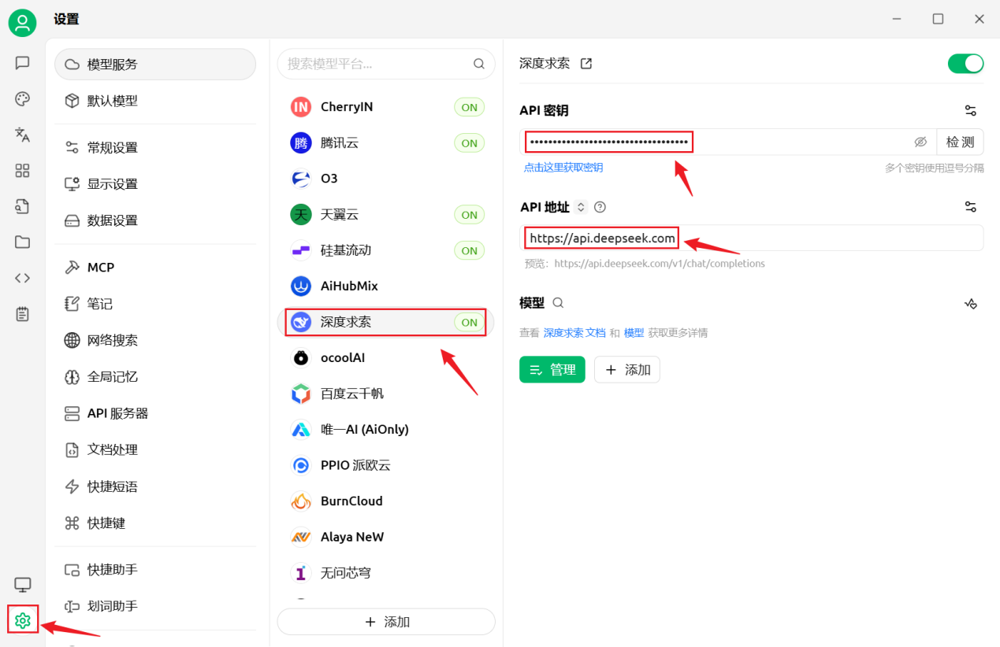 设置
模型服务
默认模型
常规设置
显示设置
数据设置
MCP
笔记
网络搜索
全局记忆
API 服务器
文档处理
快捷短语
快捷键
快捷助手
划词助手
搜索模型平台...
IN CherryIN ON
腾 腾讯云 ON
O3
天 天翼云 ON
硅基流动 ON
AiHubMix
深度求索 ON
ocoolAI
百度云千帆
唯一AI (AiOnly)
PPIO 派欧云
BurnCloud
Alaya NeW
无问芯穹
添加
深度求索
API 密钥
••••••••••••••••••••••••••••••••••• 检测
点击这里获取密钥 多个密钥使用逗号分隔
API 地址
https://api.deepseek.com
预览: https://api.deepseek.com/v1/chat/completions
模型
查看 深度求索 文档 和 模型 获取更多详情
管理 添加